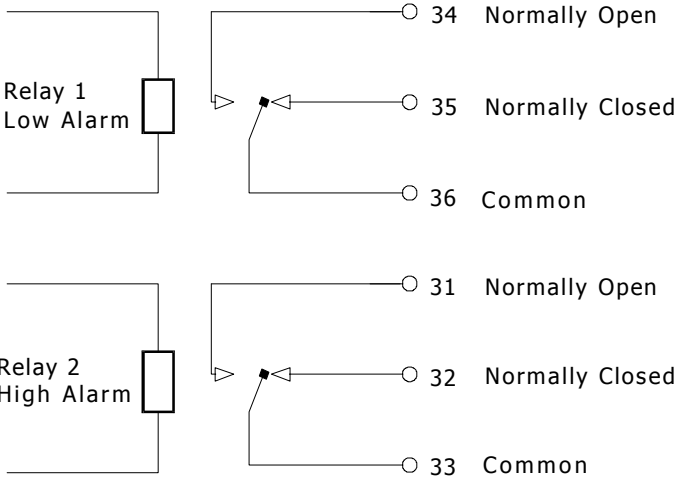 34 Normally Open
Relay 1
Low Alarm
35 Normally Closed
36 Common
31 Normally Open
Relay 2
High Alarm
32 Normally Closed
33 Common